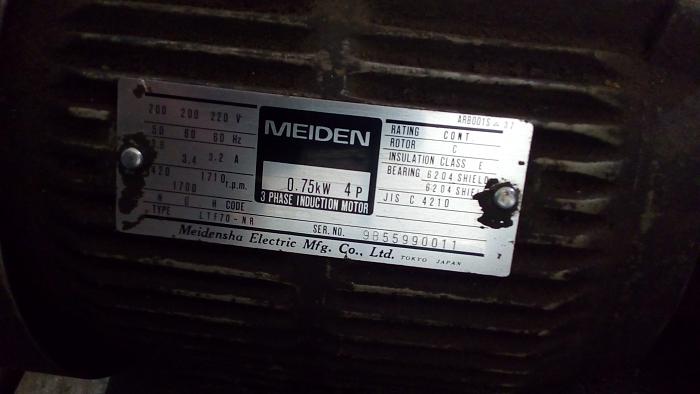 200 200 220 V
50 60 60 Hz
3.4 3.2 A
1710 r.p.m.
1700
CODE
TYPE LTF70-NR
MEIDEN
0.75kW 4P
3 PHASE INDUCTION MOTOR
ARB001S
RATING CONT
ROTOR C
INSULATION CLASS E
BEARING 6204 SHIELD
6204 SHIEL
JIS C 4210
SER. NO. 9B55990011
Meidensha Electric Mfg. Co., Ltd. TOKYO JAPAN